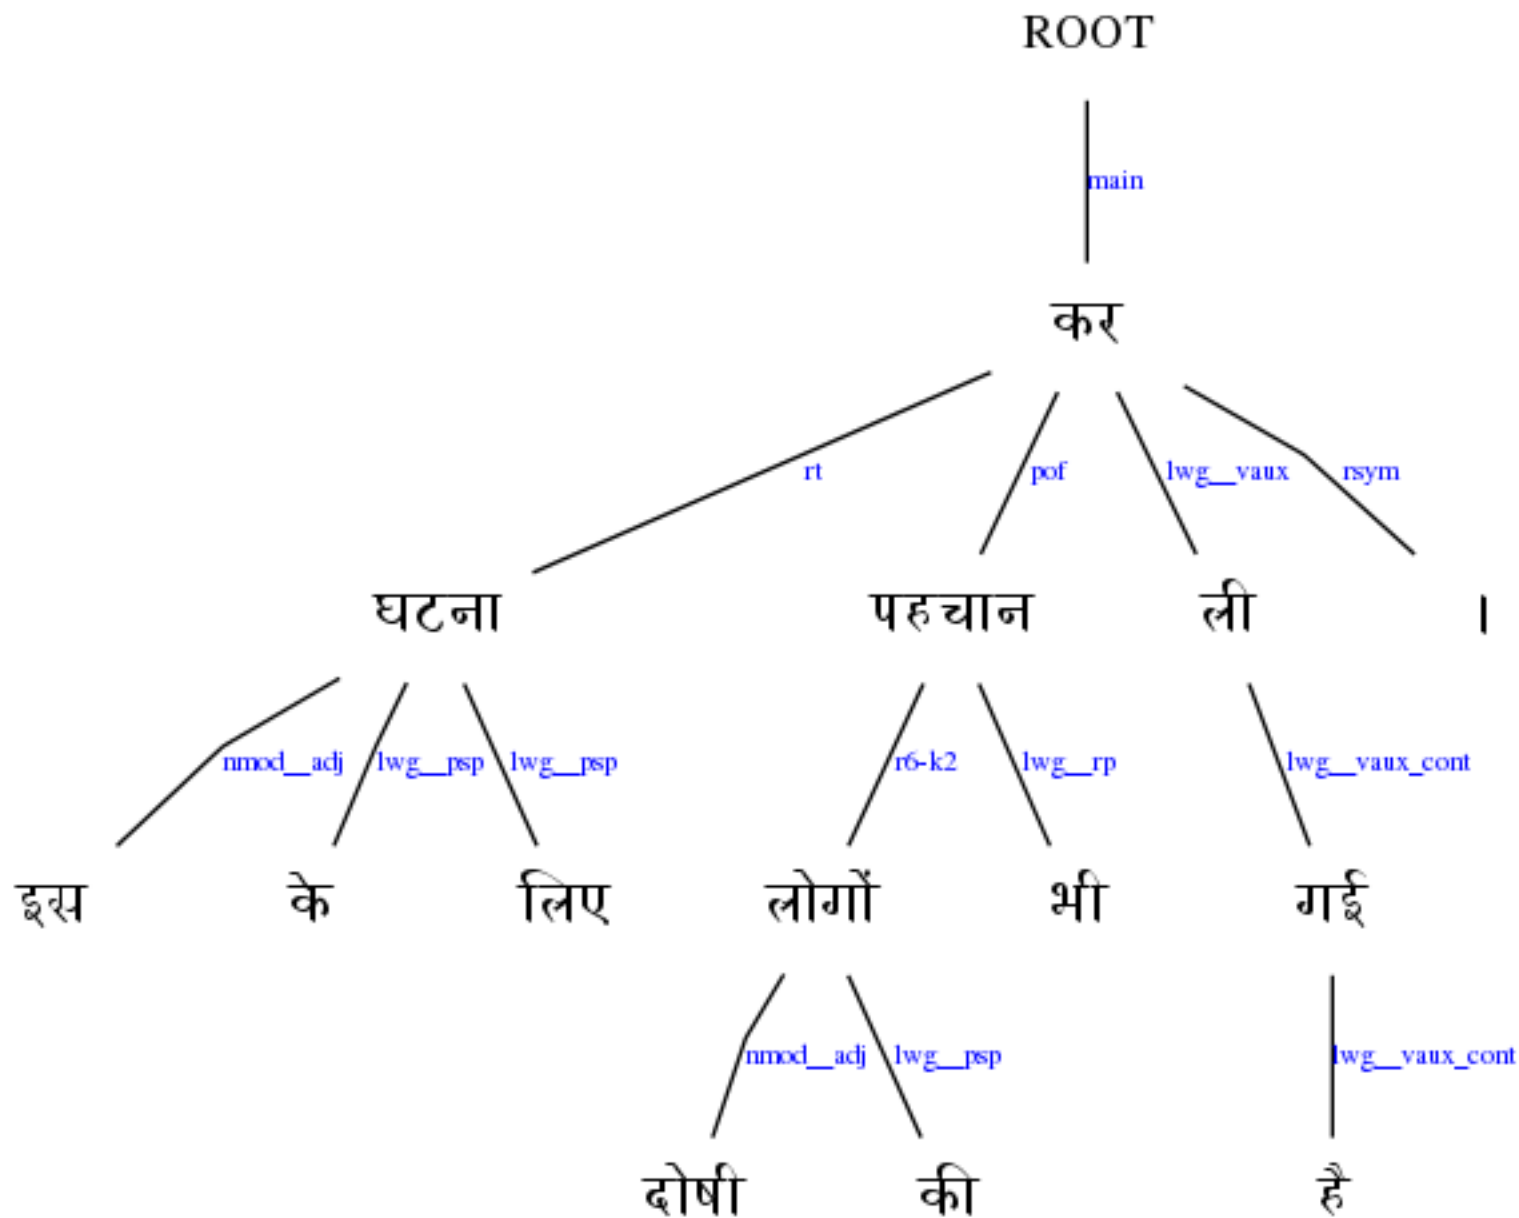 ROOT
main
कर
rt pof lwg__vaux rsym
घटना पहचान ली ।
nmod__adj lwg__psp lwg__psp r6-k2 lwg__rp lwg__vaux_cont
इस के लिए लोगों भी गई
nmod__adj lwg__psp lwg__vaux_cont
दोषी की है